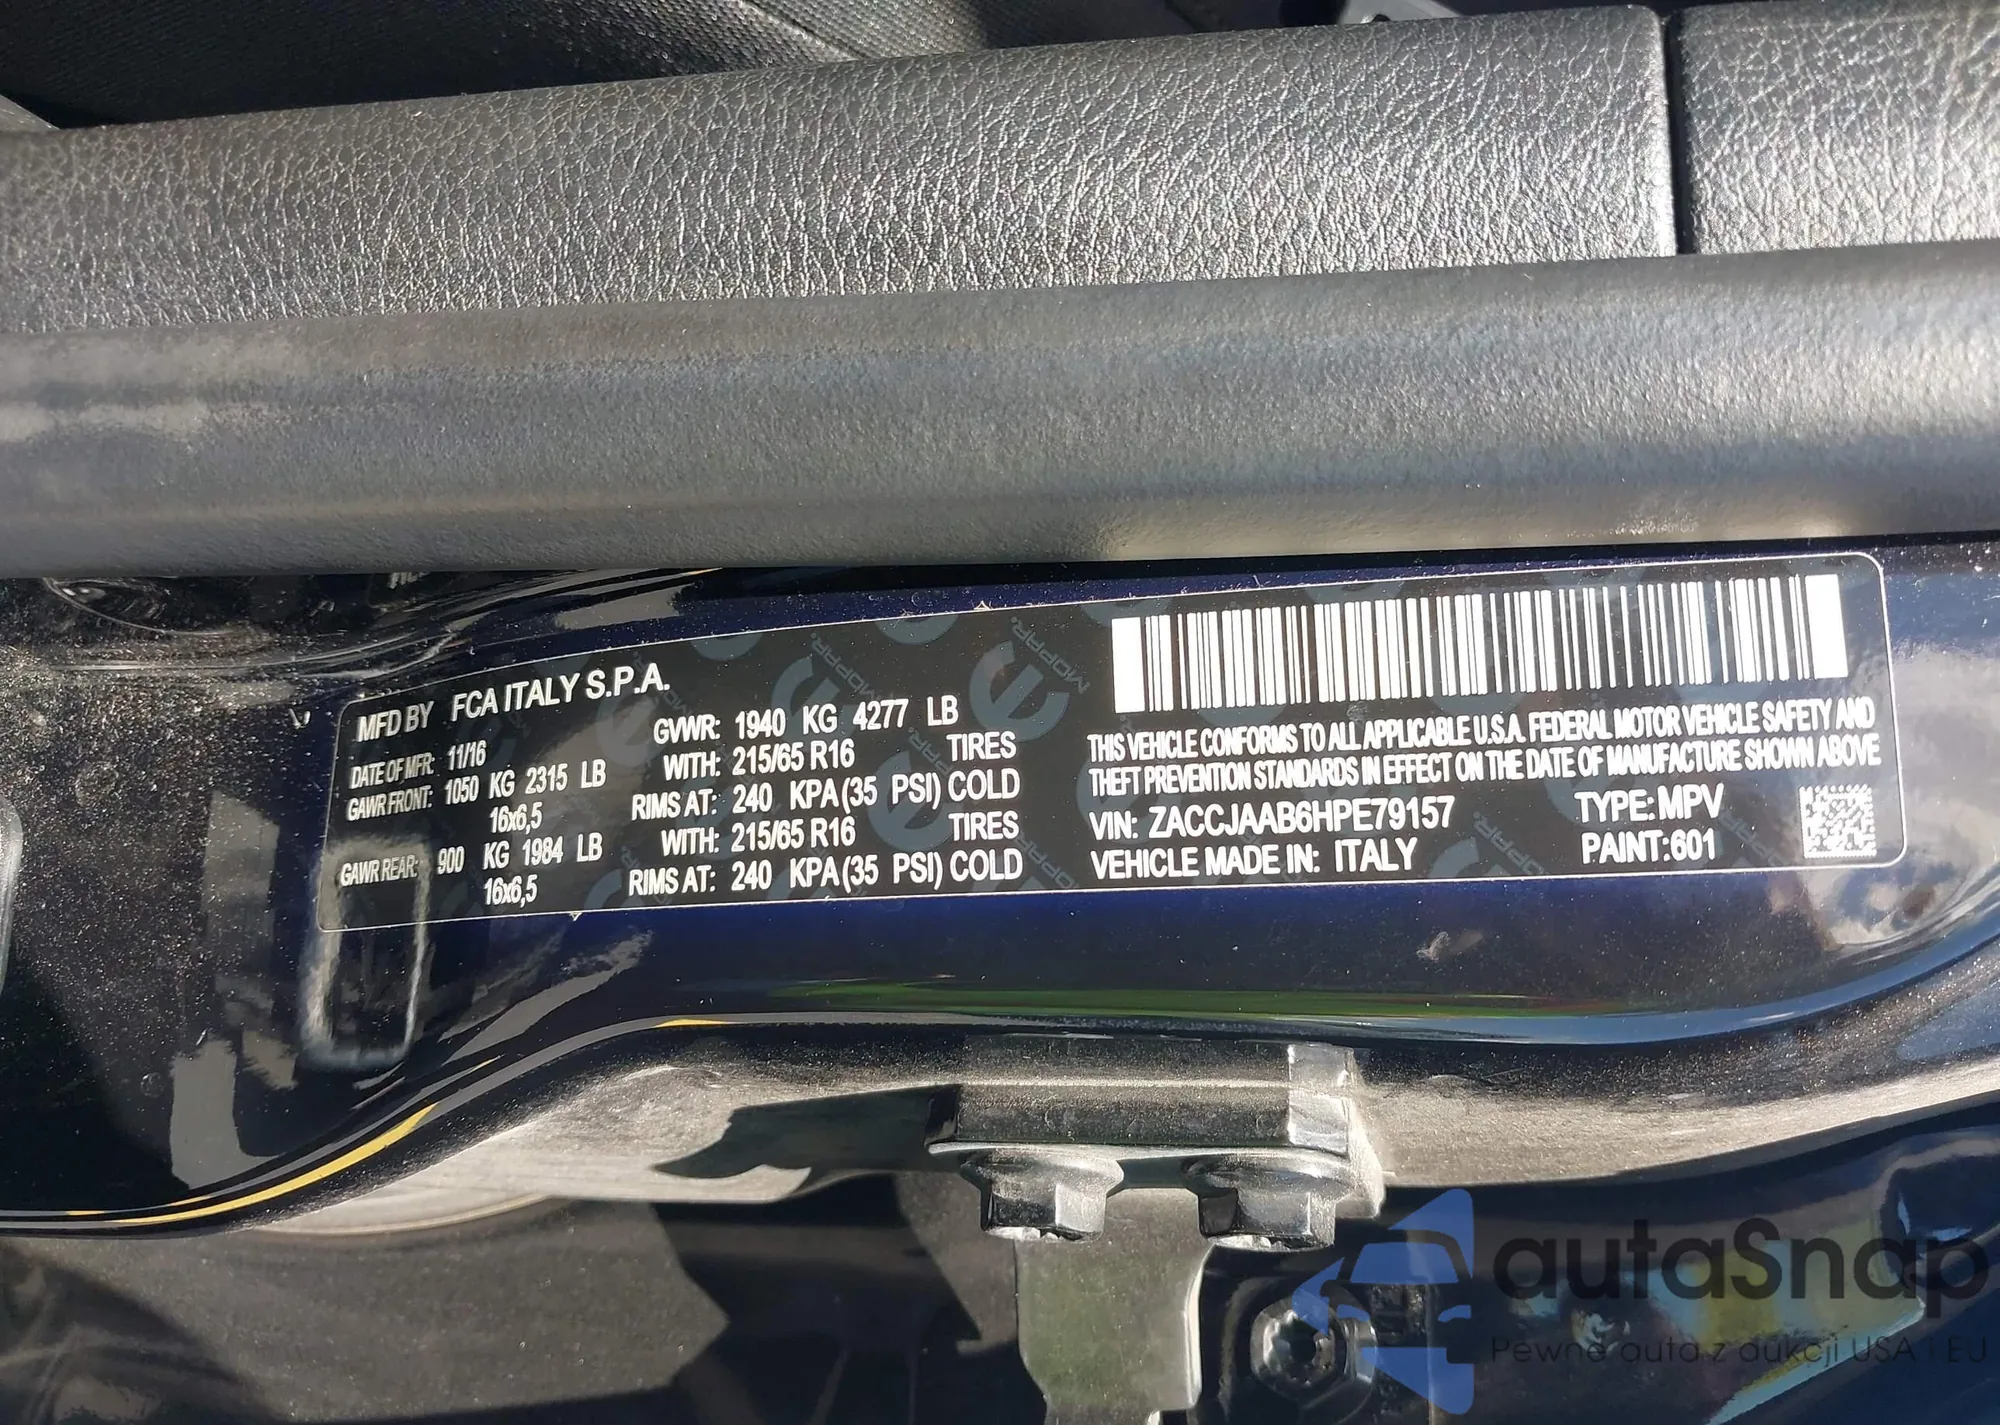 MFD BY FCA ITALY S.P.A.
DATE OF MFR: 11/16 GVWR: 1940 KG 4277 LB
GAWR FRONT: 1050 KG 2315 LB WITH: 215/65 R16 TIRES
16x6,5 RIMS AT: 240 KPA(35 PSI) COLD
GAWR REAR: 900 KG 1984 LB WITH: 215/65 R16 TIRES
16x6,5 RIMS AT: 240 KPA(35 PSI) COLD
THIS VEHICLE CONFORMS TO ALL APPLICABLE U.S.A. FEDERAL MOTOR VEHICLE SAFETY AND
THEFT PREVENTION STANDARDS IN EFFECT ON THE DATE OF MANUFACTURE SHOWN ABOVE
VIN: ZACCJAAB6HPE79157 TYPE: MPV
VEHICLE MADE IN: ITALY PAINT:601
MOPAR.
MOPAR.
MOPAR.
autaSnap
Pewne auta z aukcji USA i EU